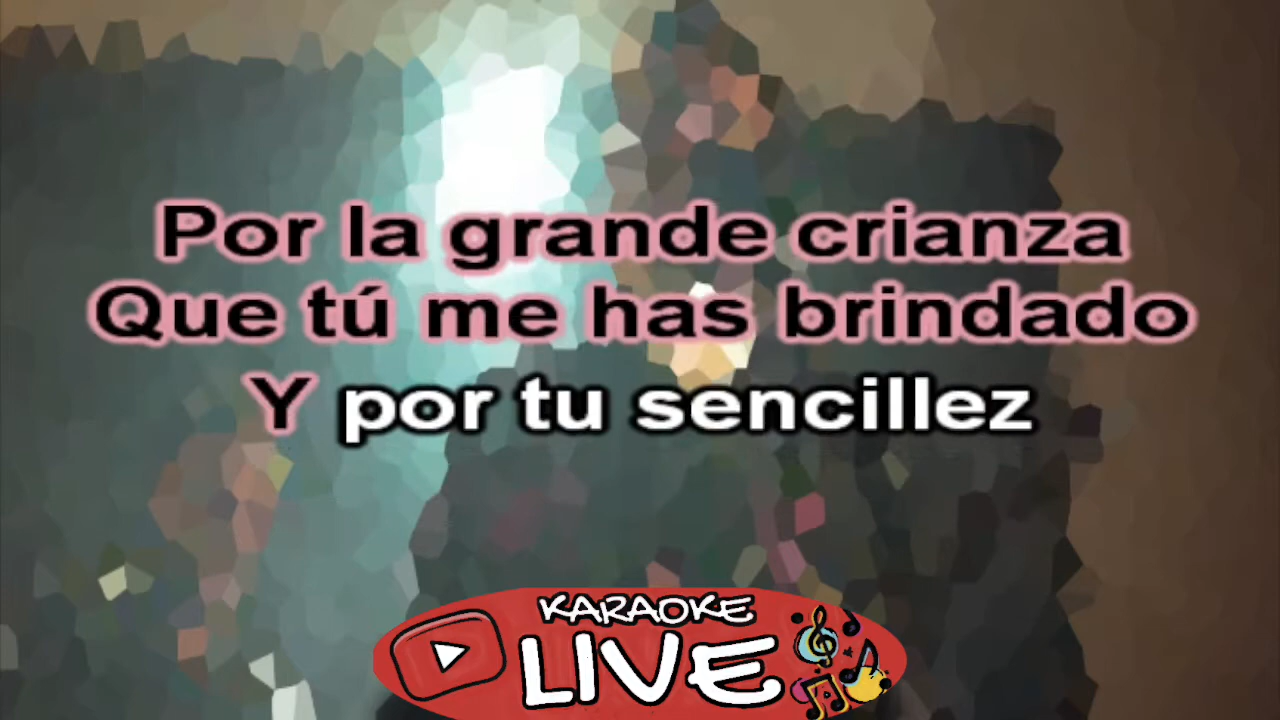 Por la grande crianza
Que tú me has brindado
Y por tu sencillez
KARAOKE
LIVE